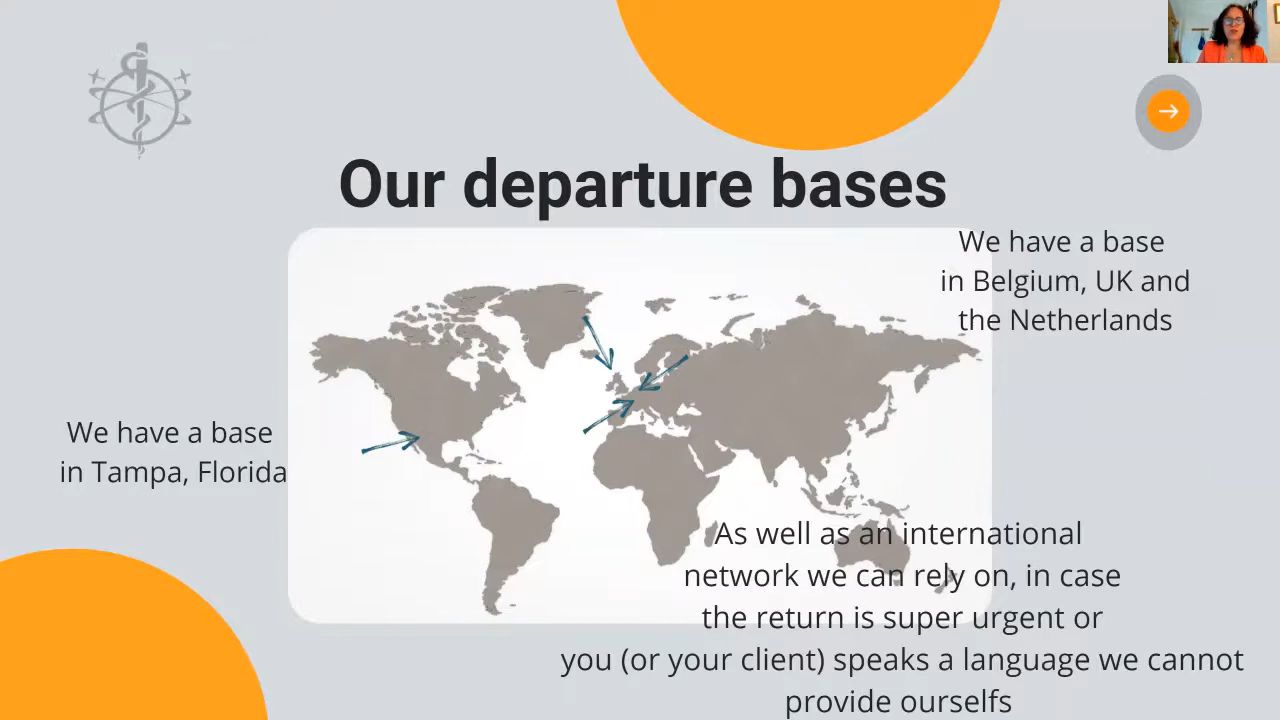 Our departure bases
We have a base
in Belgium, UK and
the Netherlands
We have a base
in Tampa, Florida
As well as an international
network we can rely on, in case
the return is super urgent or
you (or your client) speaks a language we cannot
provide ourselfs